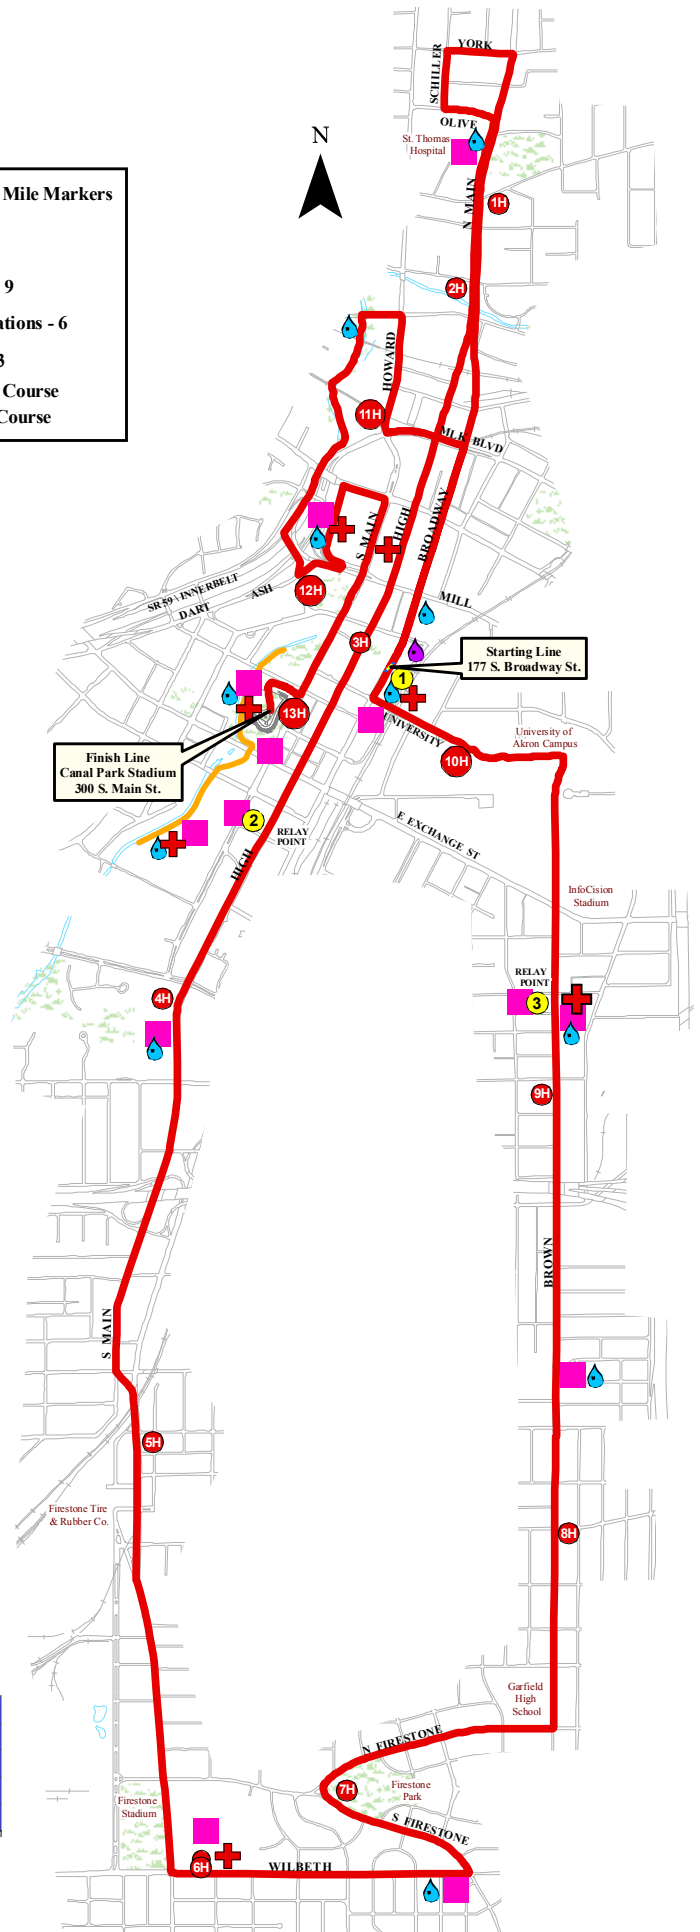 YORK
SCHILLER
OLIVE
St. Thomas
Hospital
N
Mile Markers
9
ations - 6
3
Course
Course
N MAIN
1H
2H
HOWARD
11H
MLK BLVD
S MAIN
HIGH
BROADWAY
12H
SR 59 \ INNERBELT
DART
ASH
MILL
3H
Starting Line
177 S. Broadway St.
1
13H
UNIVERSITY
10H
University of
Akron Campus
Finish Line
Canal Park Stadium
300 S. Main St.
2
RELAY
POINT
HIGH
E EXCHANGE ST
InfoCision
Stadium
RELAY
POINT
3
4H
9H
BROWN
S MAIN
5H
Firestone Tire
& Rubber Co.
8H
Garfield
High
School
N FIRESTONE
7H
Firestone
Park
Firestone
Stadium
S FIRESTONE
6H
WILBETH